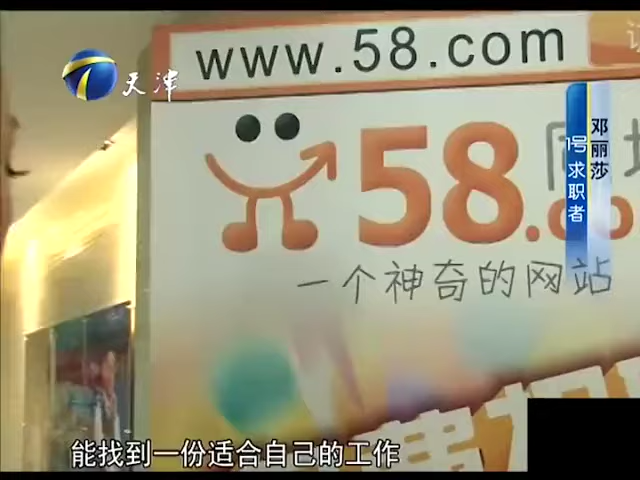 www.58.com
天津
58.co
一个神奇的网站
邓丽莎
1号求职者
能找到一份适合自己的工作